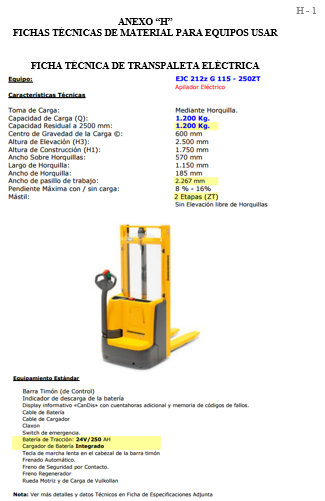 H - 1
ANEXO “H”
FICHAS TÉCNICAS DE MATERIAL PARA EQUIPOS USAR
FICHA TÉCNICA DE TRANSPALETA ELÉCTRICA
Equipo: EJC 212z G 115 - 250ZT
Apilador Eléctrico
Características Técnicas
Toma de Carga: Mediante Horquilla.
Capacidad de Carga (Q): 1.200 Kg.
Capacidad Residual a 2500 mm: 1.200 Kg.
Centro de Gravedad de la Carga ©: 600 mm
Altura de Elevación (H3): 2.500 mm
Altura de Construcción (H1): 1.750 mm
Ancho Sobre Horquillas: 570 mm
Largo de Horquilla: 1.150 mm
Ancho de Horquilla: 185 mm
Ancho de pasillo de trabajo: 2.267 mm
Pendiente Máxima con / sin carga: 8 % - 16%
Mástil: 2 Etapas (ZT)
Sin Elevación libre de Horquillas
Equipamiento Estándar
Barra Timón (de Control)
Indicador de descarga de la batería
Display informativo «CanDis» con cuentahoras adicional y memoria de códigos de fallos.
Cable de Batería
Cable de Cargador
Claxon
Switch de emergencia.
Batería de Tracción: 24V/250 AH
Cargador de Batería Integrado
Tecla de marcha lenta en el cabezal de la barra timón
Frenado Automático.
Freno de Seguridad por Contacto.
Freno Regenerador
Rueda Motriz y de Carga de Vulkollan
Nota: Ver más detalles y datos Técnicos en Ficha de Especificaciones Adjunta